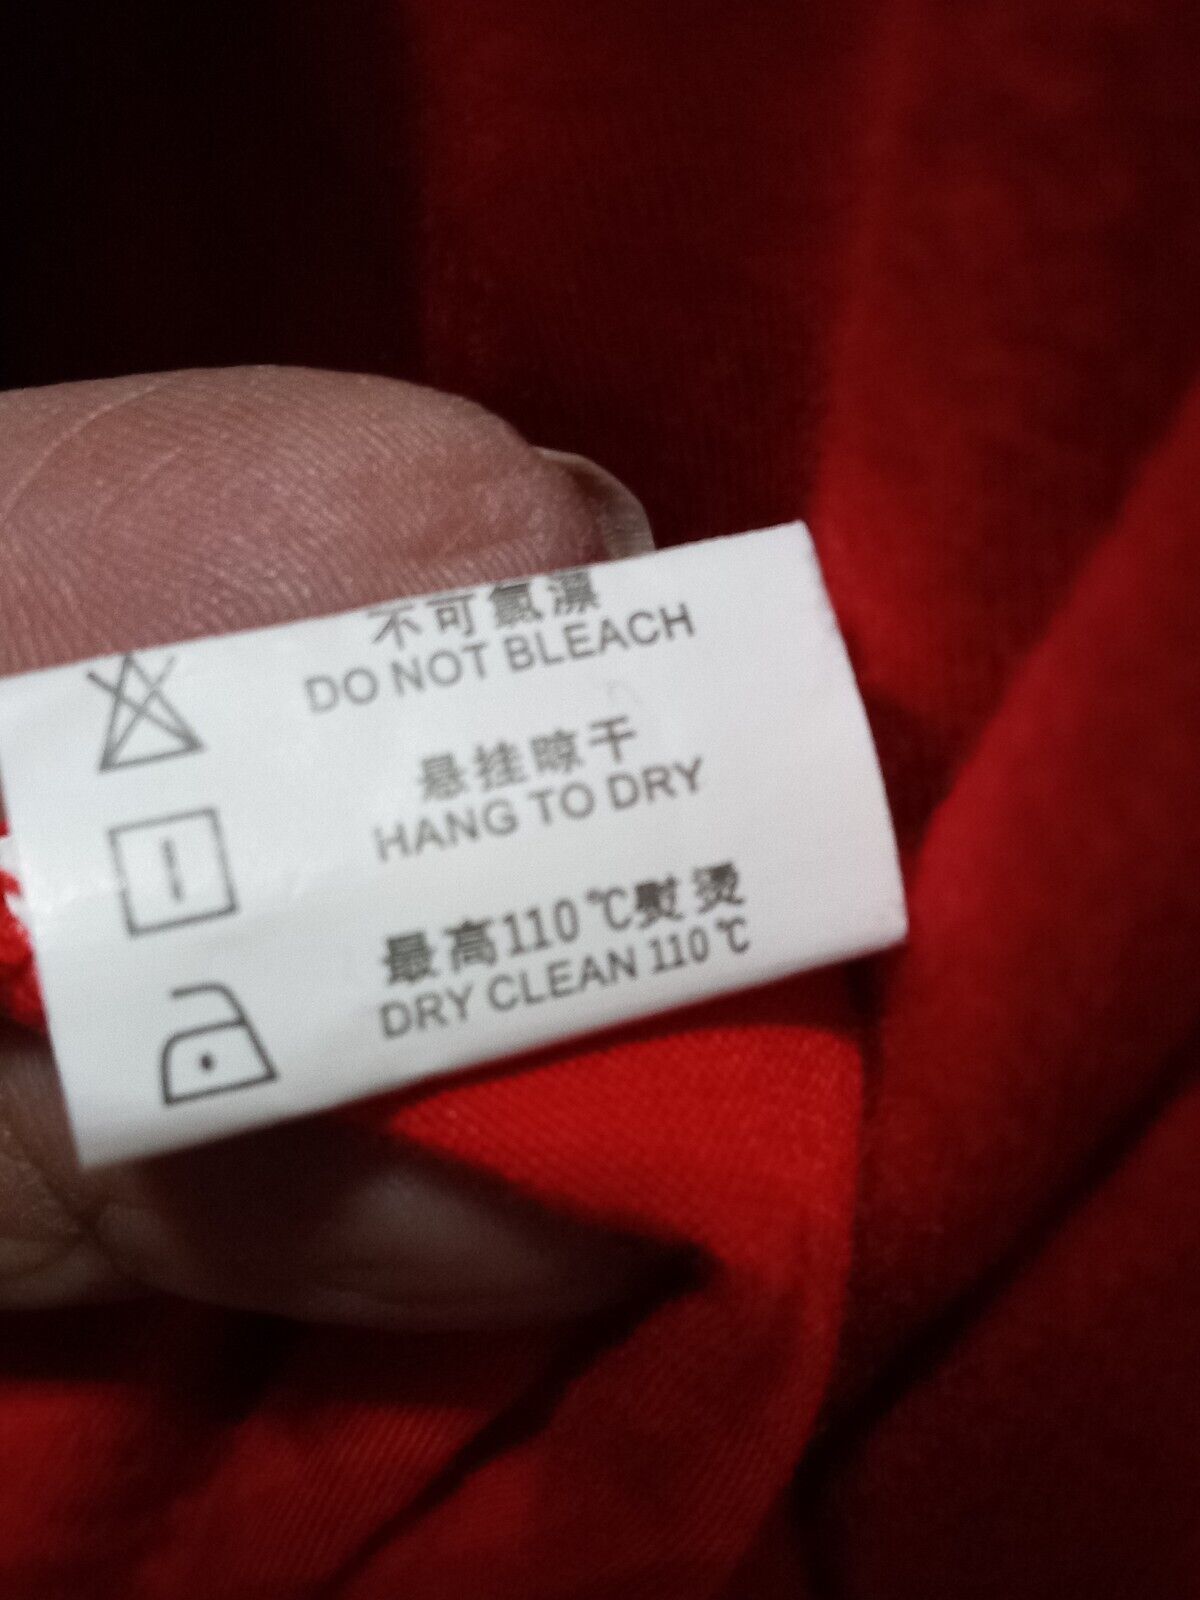 不可氯漂
DO NOT BLEACH
悬挂晾干
HANG TO DRY
最高110℃熨烫
DRY CLEAN 110℃